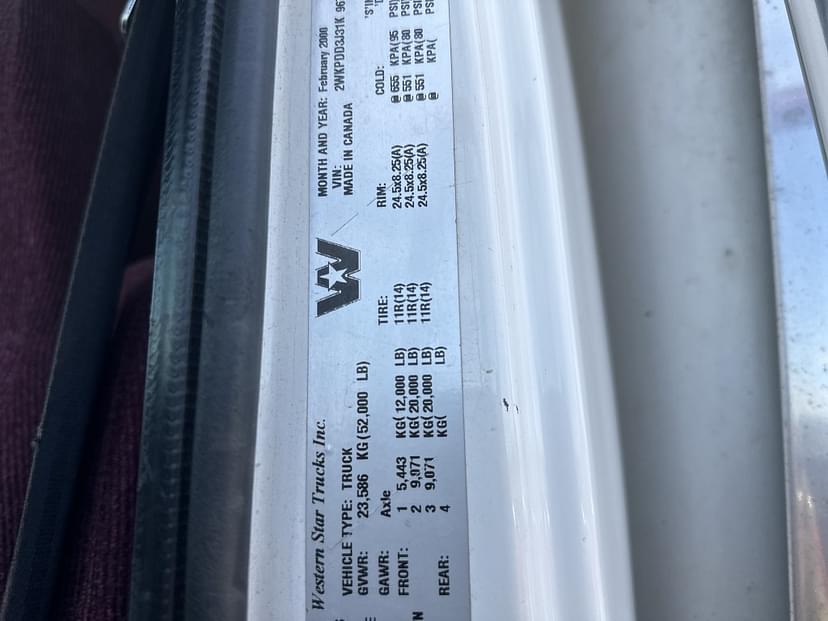 Western Star Trucks Inc.
MONTH AND YEAR: February 2000
VIN: 2WKPDD3J31K 96
VEHICLE TYPE: TRUCK
MADE IN CANADA
GVWR: 23,586 KG (52,000 LB)
GAWR: Axle TIRE: RIM: COLD:
FRONT: 1 5,443 KG( 12,000 LB) 11R(14) 24.5x8.25(A) @ 655 KPA(95 PSI
2 9,071 KG( 20,000 LB) 11R(14) 24.5x8.25(A) @ 551 KPA(80 PSI
3 9,071 KG( 20,000 LB) 11R(14) 24.5x8.25(A) @ 551 KPA(80 PSI
REAR: 4 KG( LB) @ KPA( PSI